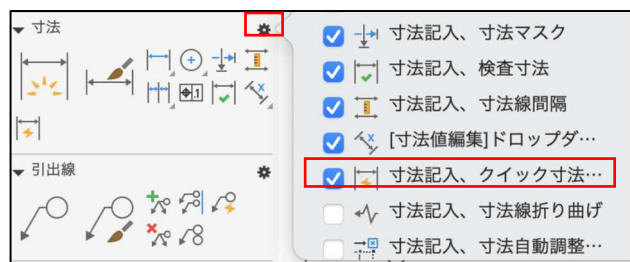 寸法
引出線
寸法記入、寸法マスク
寸法記入、検査寸法
寸法記入、寸法線間隔
[寸法値編集]ドロップダ…
寸法記入、クイック寸法…
寸法記入、寸法線折り曲げ
寸法記入、寸法自動調整…